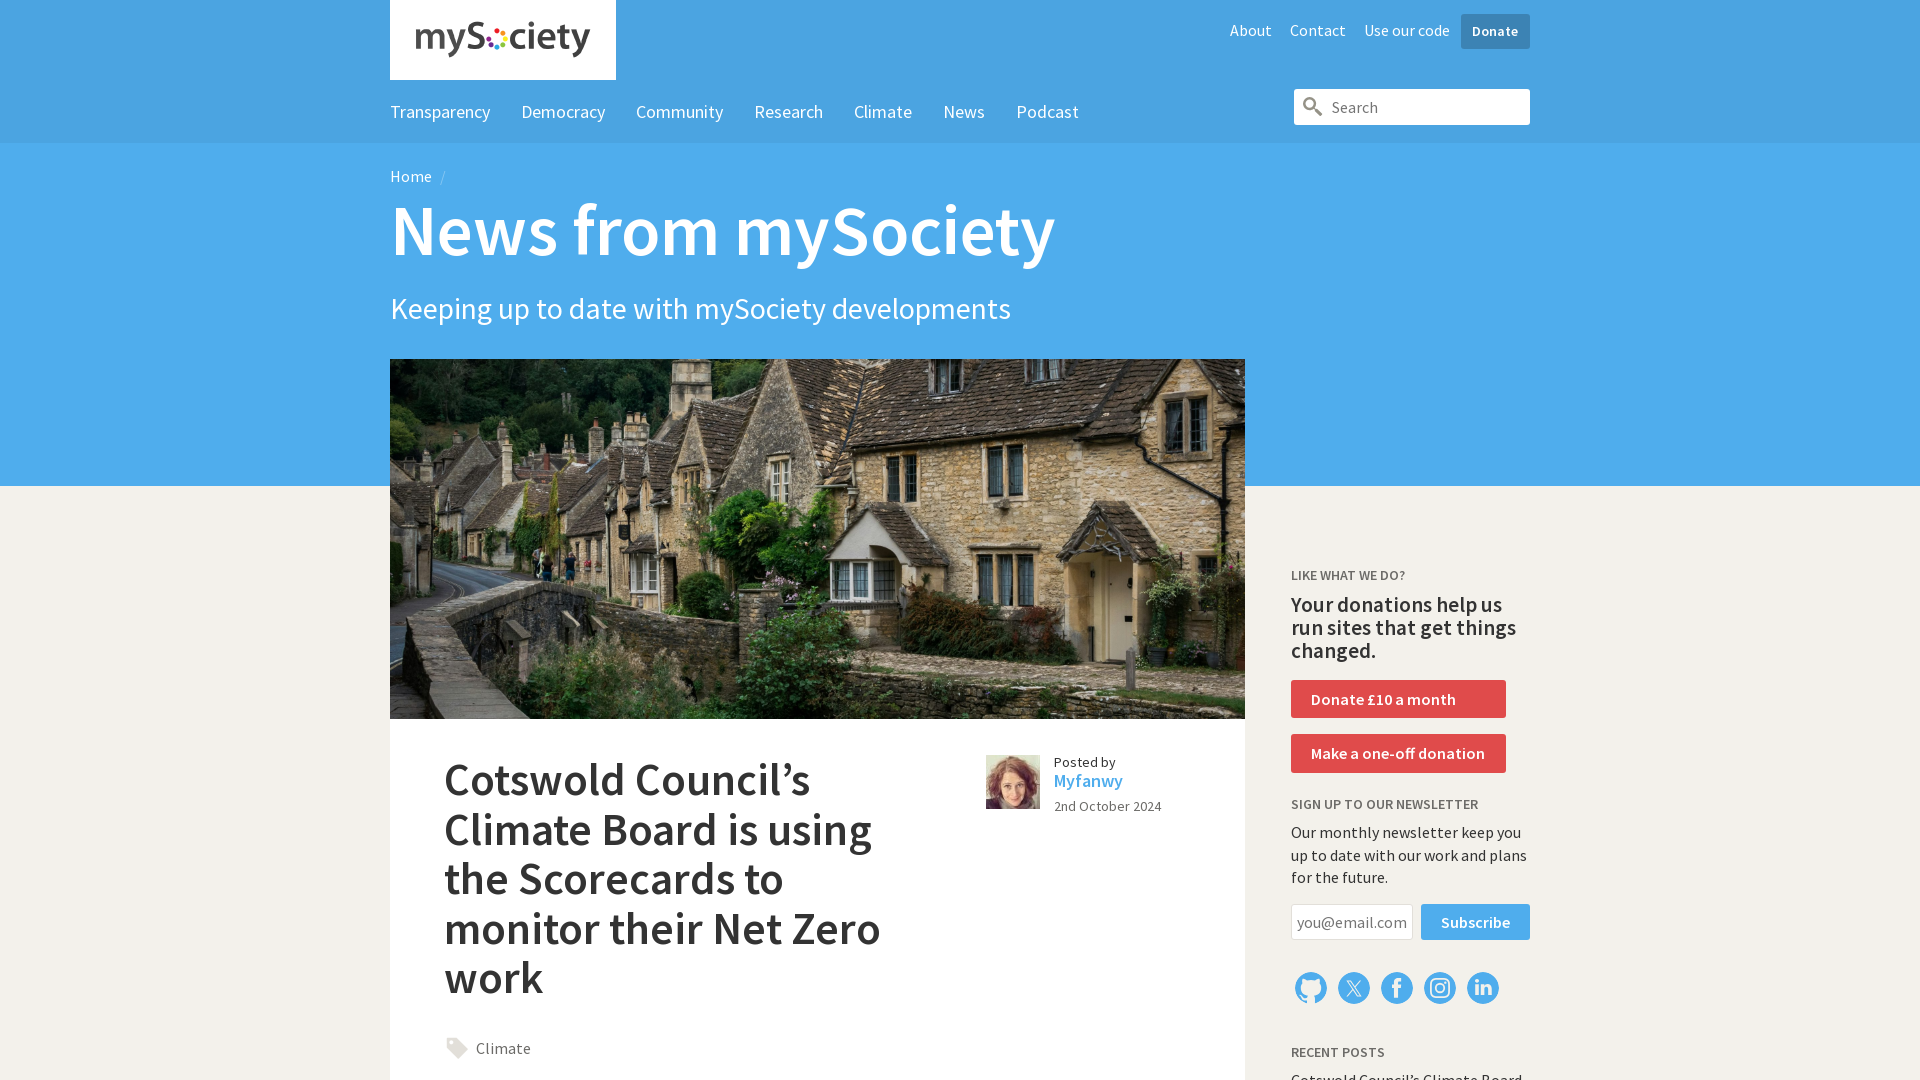 mySociety
About
Contact
Use our code
Donate
Transparency
Democracy
Community
Research
Climate
News
Podcast
Search
Home /
News from mySociety
Keeping up to date with mySociety developments
Cotswold Council’s
Climate Board is using
the Scorecards to
monitor their Net Zero
work
Posted by
Myfanwy
2nd October 2024
Climate
LIKE WHAT WE DO?
Your donations help us
run sites that get things
changed.
Donate £10 a month
Make a one-off donation
SIGN UP TO OUR NEWSLETTER
Our monthly newsletter keep you
up to date with our work and plans
for the future.
you@email.com
Subscribe
RECENT POSTS
Cotswold Council’s Climate Board